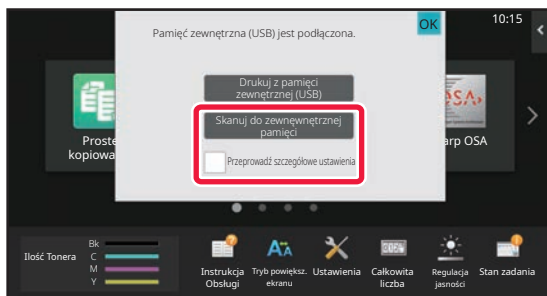 Pamięć zewnętrzna (USB) jest podłączona.
OK
10:15
Drukuj z pamięci
zewnętrznej (USB)
Skanuj do zewnęwnętrznej
pamięci
Przeprowadź szczegółowe ustawienia
Proste
kopiowa
OSA
arp OSA
Ilość Tonera
Bk
C
M
Y
Instrukcja
Obsługi
Tryb powiększ.
ekranu
Ustawienia
Całkowita
liczba
Regulacja
jasności
Stan zadania